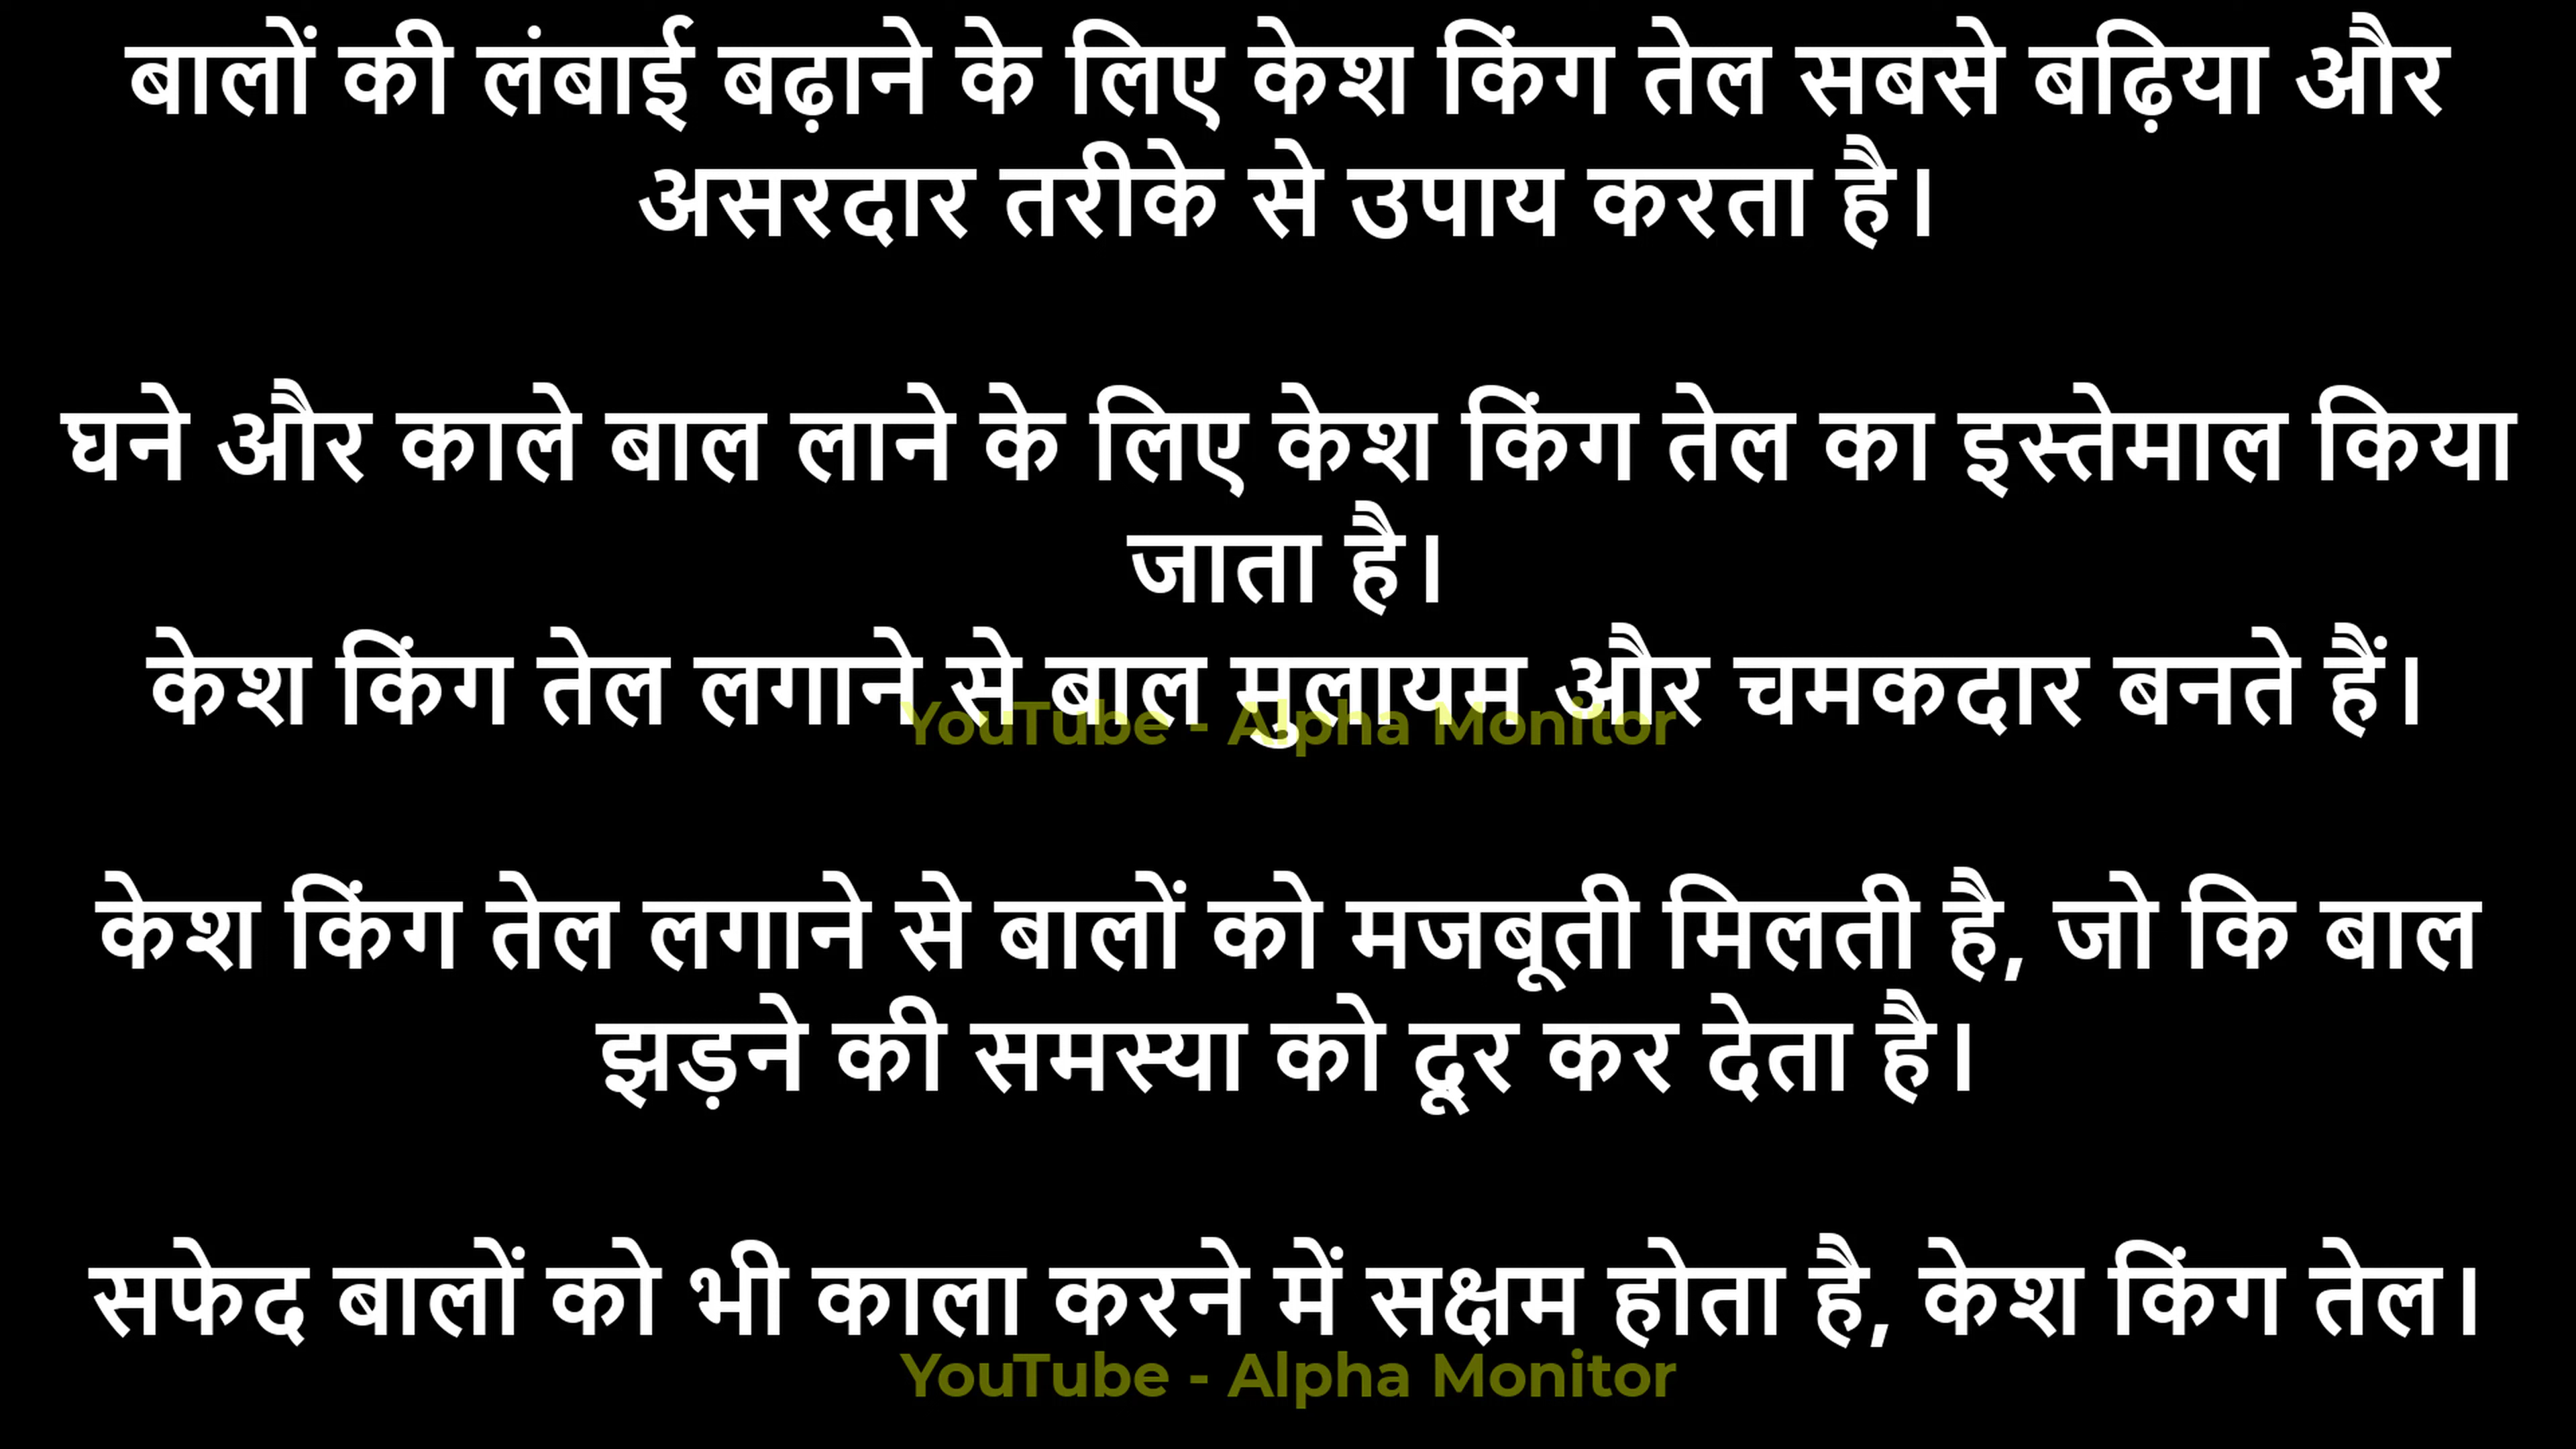 बालों की लंबाई बढ़ाने के लिए केश किंग तेल सबसे बढ़िया और
असरदार तरीके से उपाय करता है।
घने और काले बाल लाने के लिए केश किंग तेल का इस्तेमाल किया
जाता है।
केश किंग तेल लगाने से बाल मुलायम और चमकदार बनते हैं।
YouTube - Alpha Monitor
केश किंग तेल लगाने से बालों को मजबूती मिलती है, जो कि बाल
झड़ने की समस्या को दूर कर देता है।
सफेद बालों को भी काला करने में सक्षम होता है, केश किंग तेल।
YouTube - Alpha Monitor